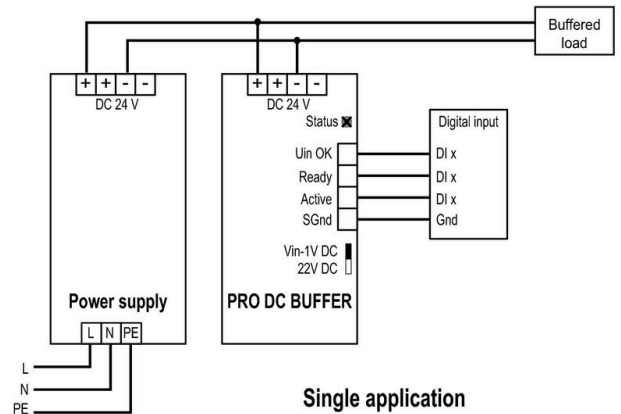 Buffered
load
+ + - -
DC 24 V
+ + - -
DC 24 V
Status
Digital input
Uin OK
DI x
Ready
DI x
Active
DI x
SGnd
Gnd
Vin-1V DC
22V DC
Power supply
PRO DC BUFFER
L N PE
L
N
PE
Single application